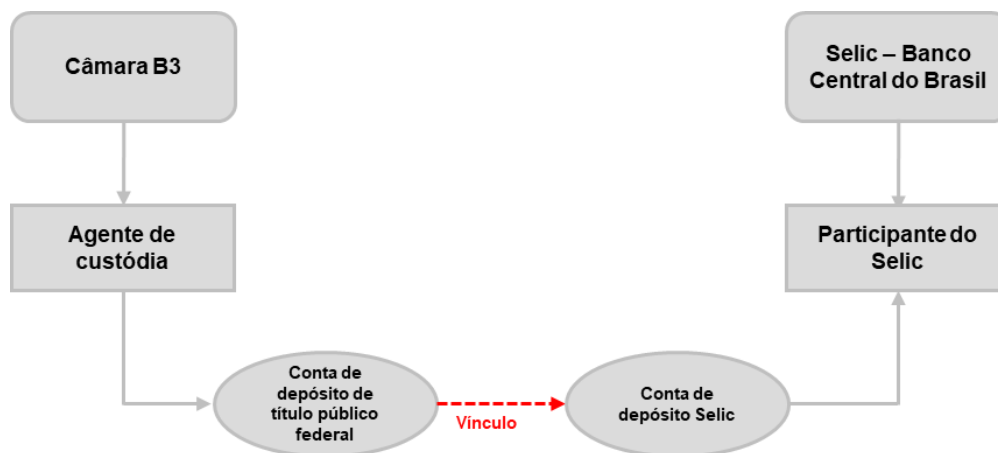 Câmara B3
Selic – Banco
Central do Brasil
Agente de
custódia
Participante do
Selic
Conta de
depósito de
título público
federal
Vínculo
Conta de
depósito Selic